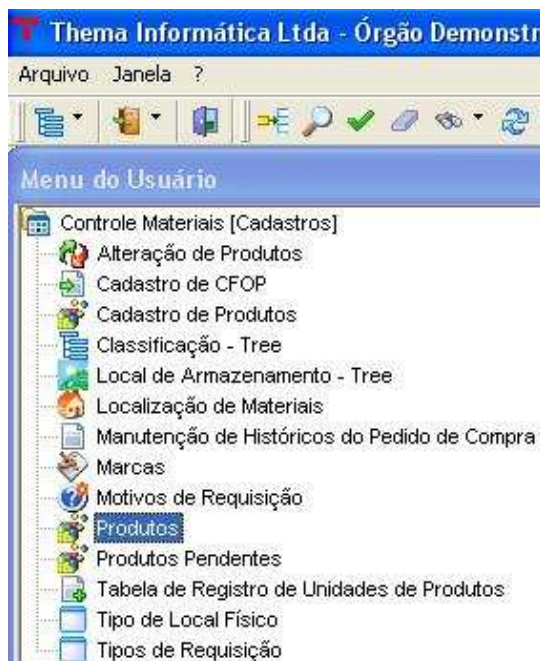 Thema Informática Ltda - Órgão Demonstr
Arquivo Janela ?
Menu do Usuário
Controle Materiais [Cadastros]
Alteração de Produtos
Cadastro de CFOP
Cadastro de Produtos
Classificação - Tree
Local de Armazenamento - Tree
Localização de Materiais
Manutenção de Históricos do Pedido de Compra
Marcas
Motivos de Requisição
Produtos
Produtos Pendentes
Tabela de Registro de Unidades de Produtos
Tipo de Local Físico
Tipos de Requisição